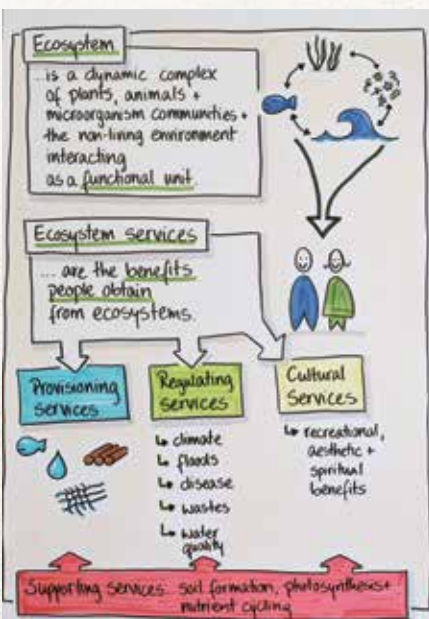 Ecosystem
...is a dynamic complex
of plants, animals +
microorganism communities +
the non-living environment
interacting
as a functional unit.
Ecosystem services
... are the benefits
people obtain
from ecosystems.
Provisioning
services
Regulating
services
↳ climate
↳ floods
↳ disease
↳ wastes
↳ water
quality
Cultural
Services
↳ recreational,
aesthetic +
spiritual
benefits
Supporting services... soil formation, photosynthesis +
nutrient cycling